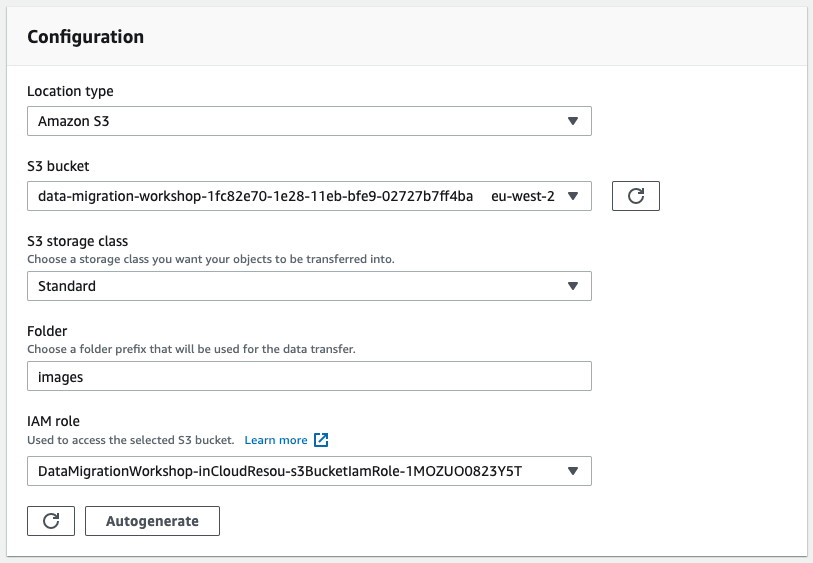 Configuration
Location type
Amazon S3
S3 bucket
data-migration-workshop-1fc82e70-1e28-11eb-bfe9-02727b7ff4ba eu-west-2
S3 storage class
Choose a storage class you want your objects to be transferred into.
Standard
Folder
Choose a folder prefix that will be used for the data transfer.
images
IAM role
Used to access the selected S3 bucket. Learn more
DataMigrationWorkshop-inCloudResou-s3BucketIamRole-1MOZUO0823Y5T
Autogenerate